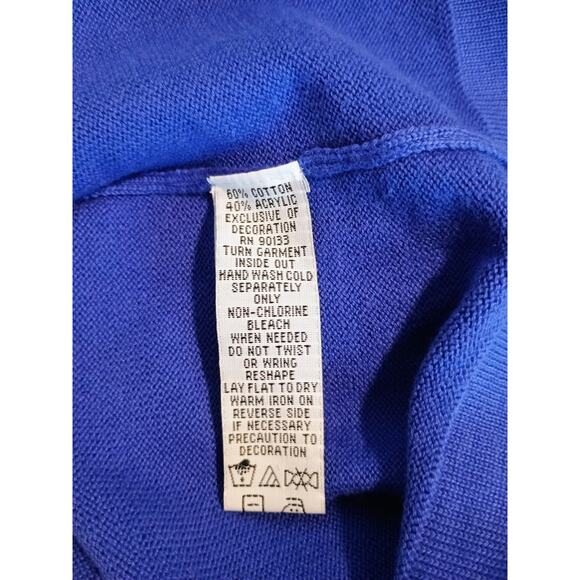 60% COTTON
40% ACRYLIC
EXCLUSIVE OF
DECORATION
RN 90133
TURN GARMENT
INSIDE OUT
HAND WASH COLD
SEPARATELY
ONLY
NON-CHLORINE
BLEACH
WHEN NEEDED
DO NOT TWIST
OR WRING
RESHAPE
LAY FLAT TO DRY
WARM IRON ON
REVERSE SIDE
IF NECESSARY
PRECAUTION TO
DECORATION